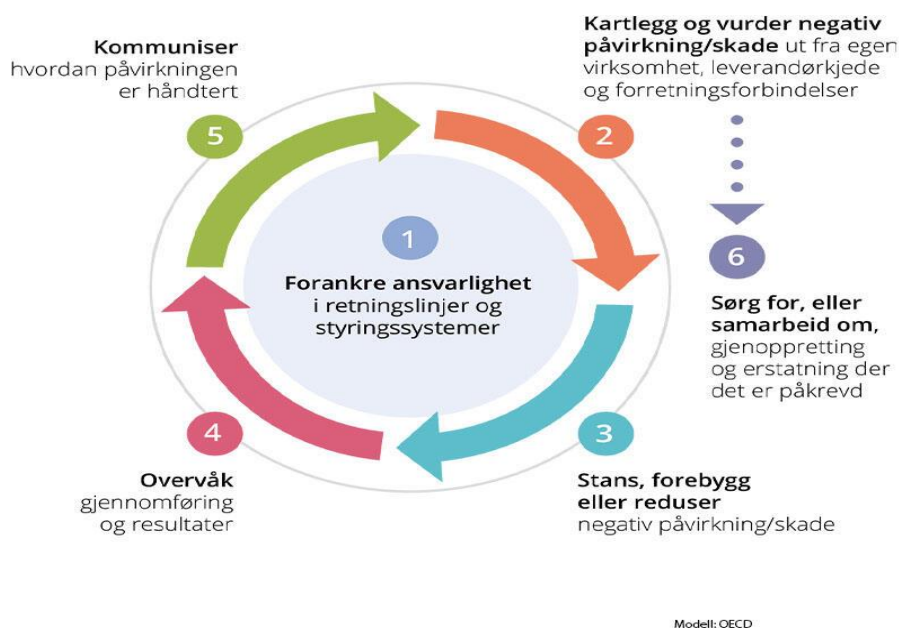 1
Forankre ansvarlighet
i retningslinjer og
styringssystemer
Kartlegg og vurder negativ
påvirkning/skade ut fra egen
virksomhet, leverandørkjede
og forretningsforbindelser
2
3
Stans, forebygg
eller reduser
negativ påvirkning/skade
4
Overvåk
gjennomføring
og resultater
Kommuniser
hvordan påvirkningen
er håndtert
5
6
Sørg for, eller
samarbeid om,
gjenoppretting
og erstatning der
det er påkrevd
Modell: OECD